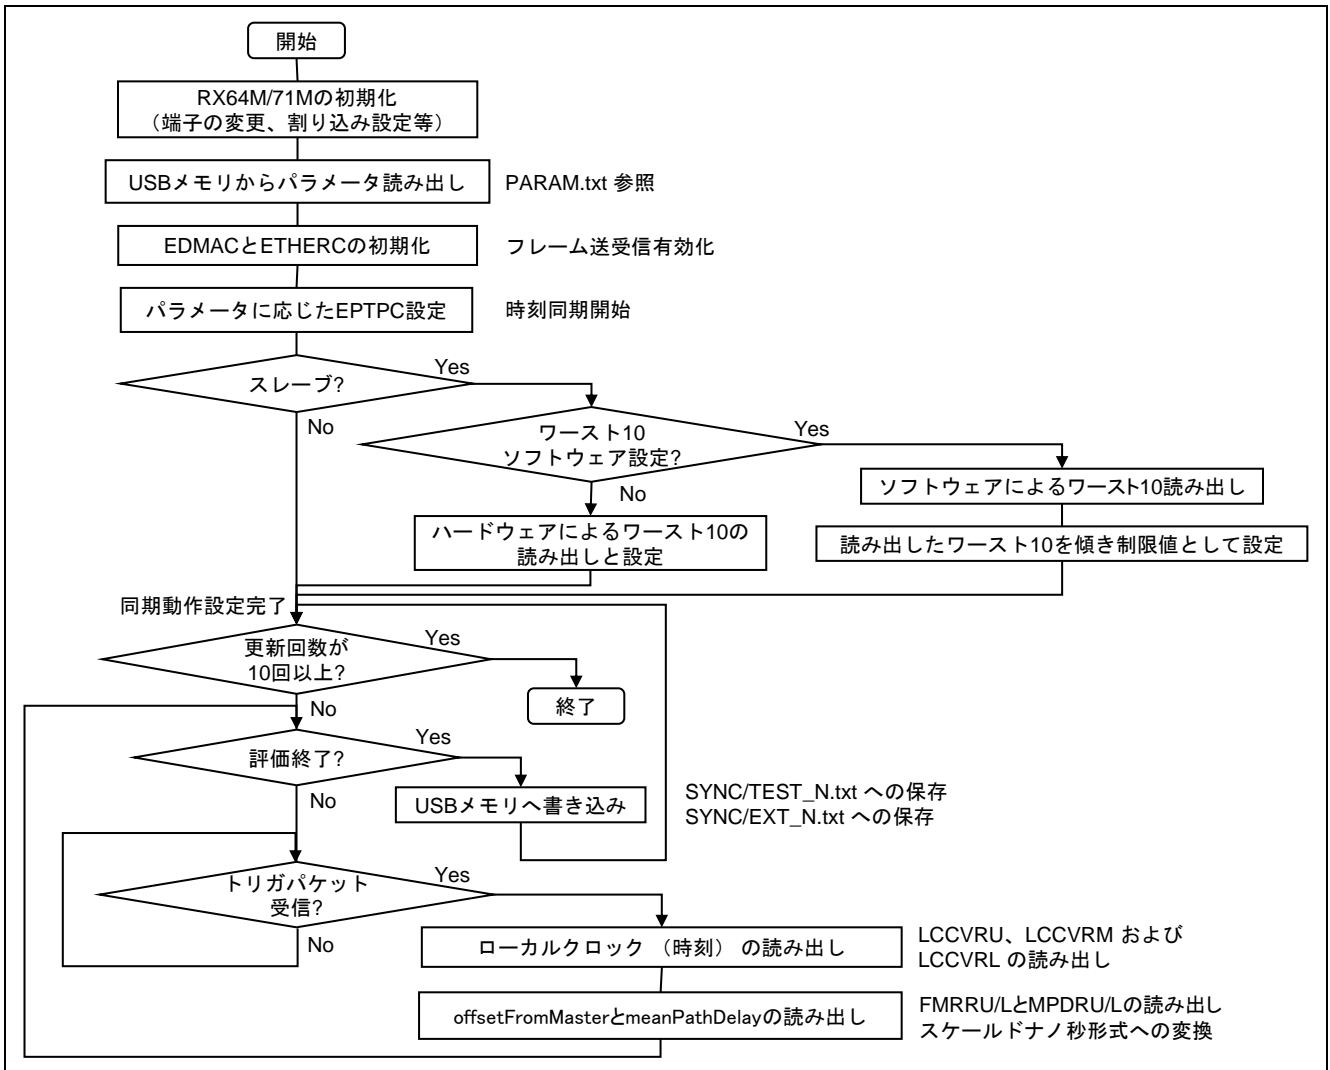 開始
RX64M/71Mの初期化
（端子の変更、割り込み設定等）
USBメモリからパラメータ読み出し
PARAM.txt 参照
EDMACとETHERCの初期化
フレーム送受信有効化
パラメータに応じたEPTPC設定
時刻同期開始
スレーブ?
Yes
No
ワースト10
ソフトウェア設定?
Yes
No
ソフトウェアによるワースト10読み出し
ハードウェアによるワースト10の
読み出しと設定
読み出したワースト10を傾き制限値として設定
同期動作設定完了
更新回数が
10回以上?
Yes
No
終了
評価終了?
Yes
No
USBメモリへ書き込み
SYNC/TEST_N.txt への保存
SYNC/EXT_N.txt への保存
トリガパケット
受信?
Yes
No
ローカルクロック （時刻） の読み出し
LCCVRU、LCCVRM および
LCCVRL の読み出し
offsetFromMasterとmeanPathDelayの読み出し
FMRRU/LとMPDRU/Lの読み出し
スケールドナノ秒形式への変換